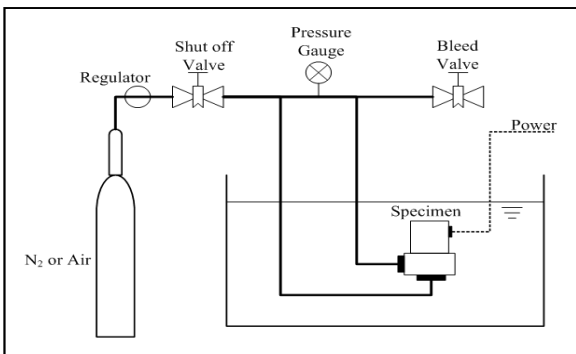 Pressure
Gauge
Shut off
Valve
Bleed
Valve
Regulator
Power
Specimen
N₂ or Air